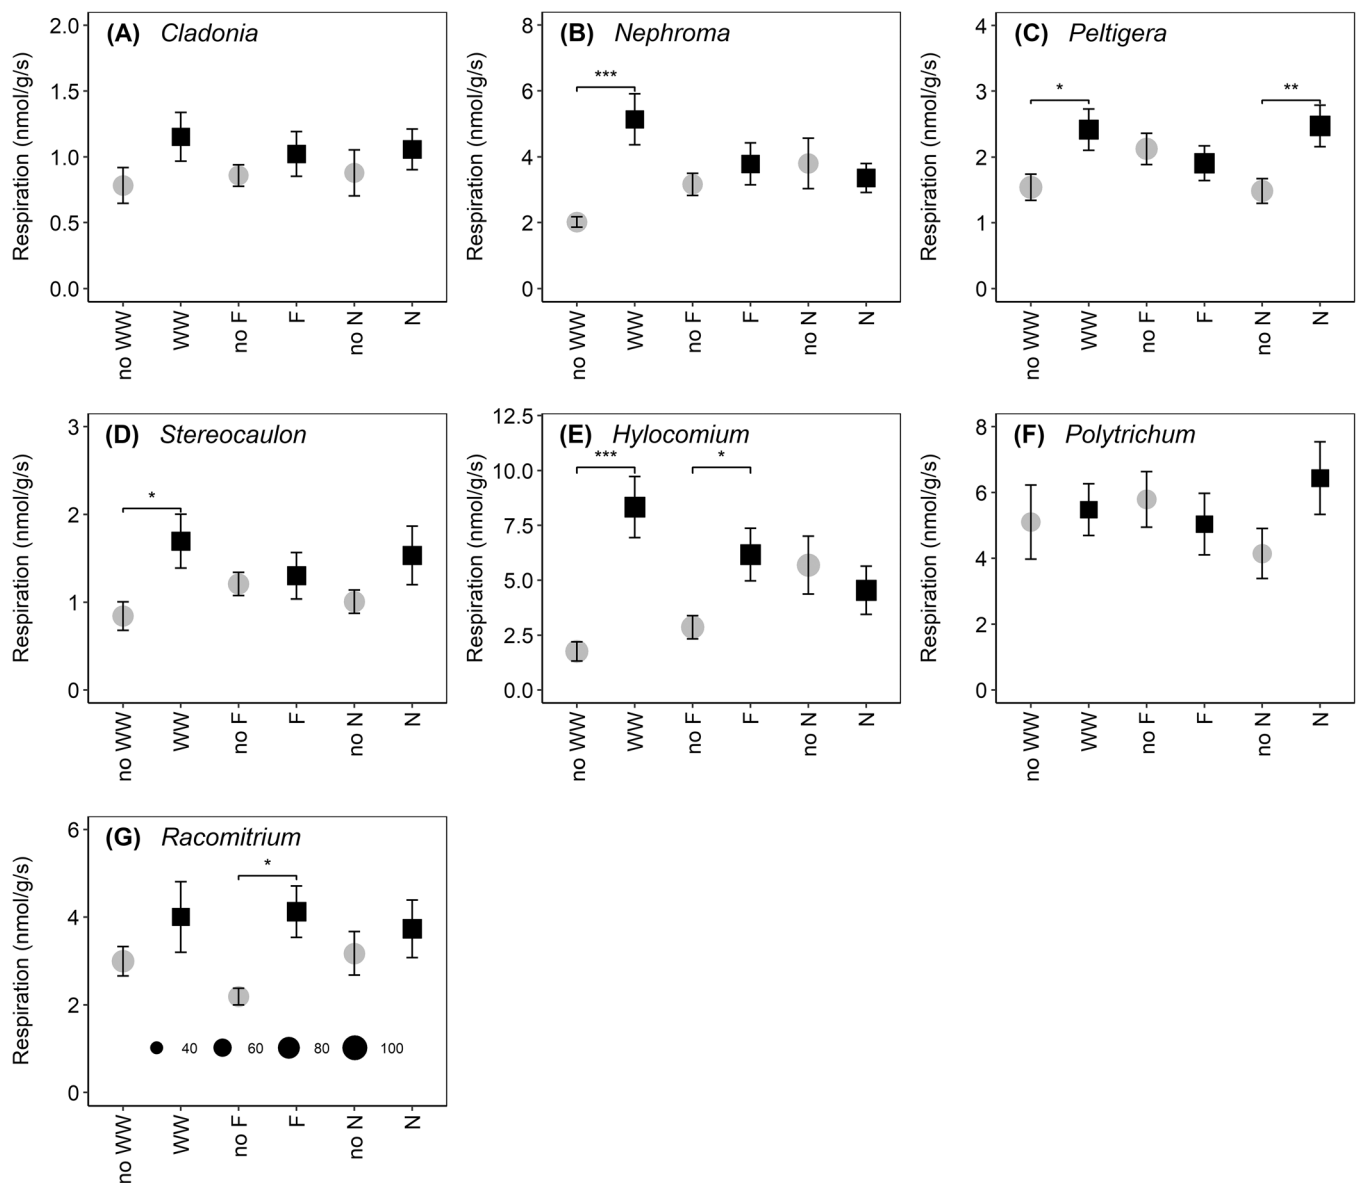 (A) Cladonia
Respiration (nmol/g/s)
2.0
1.5
1.0
0.5
0.0
no WW
WW
no F
F
no N
N
(B) Nephroma
Respiration (nmol/g/s)
8
6
4
2
0
***
no WW
WW
no F
F
no N
N
(C) Peltigera
Respiration (nmol/g/s)
4
3
2
1
0
*
**
no WW
WW
no F
F
no N
N
(D) Stereocaulon
Respiration (nmol/g/s)
3
2
1
0
*
no WW
WW
no F
F
no N
N
(E) Hylocomium
Respiration (nmol/g/s)
12.5
10.0
7.5
5.0
2.5
0.0
***
*
no WW
WW
no F
F
no N
N
(F) Polytrichum
Respiration (nmol/g/s)
8
6
4
2
0
no WW
WW
no F
F
no N
N
(G) Racomitrium
Respiration (nmol/g/s)
6
4
2
0
*
40 60 80 100
no WW
WW
no F
F
no N
N